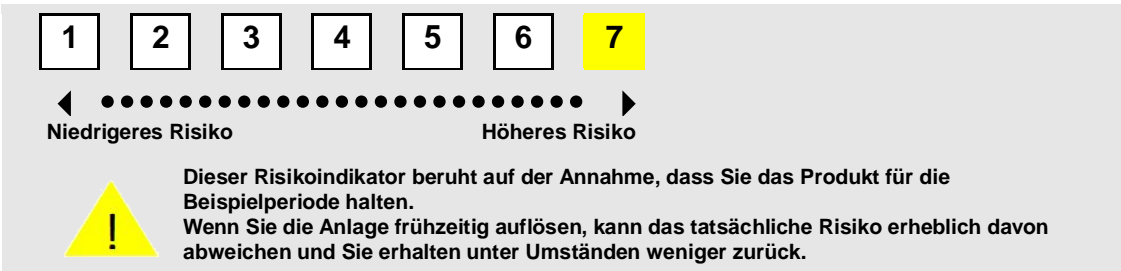 1 2 3 4 5 6 7
Niedrigeres Risiko Höheres Risiko
Dieser Risikoindikator beruht auf der Annahme, dass Sie das Produkt für die
Beispielperiode halten.
Wenn Sie die Anlage frühzeitig auflösen, kann das tatsächliche Risiko erheblich davon
abweichen und Sie erhalten unter Umständen weniger zurück.
!